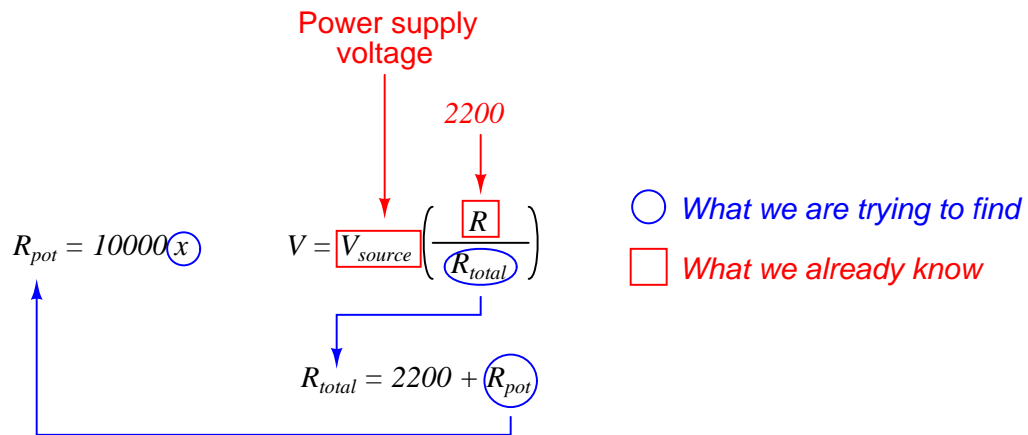 Power supply
voltage
2200
R_pot = 10000 x
V = V_source ( R / R_total )
What we are trying to find
What we already know
R_total = 2200 + R_pot